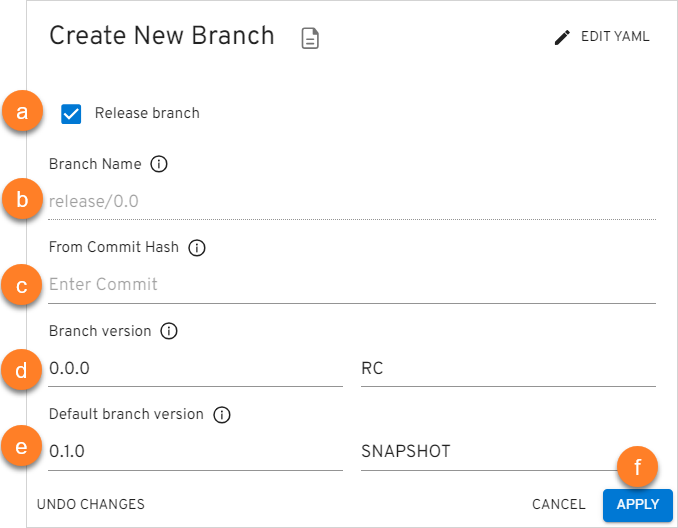 Create New Branch
EDIT YAML
a
Release branch
Branch Name
b
release/0.0
From Commit Hash
c
Enter Commit
Branch version
d
0.0.0
RC
Default branch version
e
0.1.0
SNAPSHOT
f
UNDO CHANGES
CANCEL
APPLY